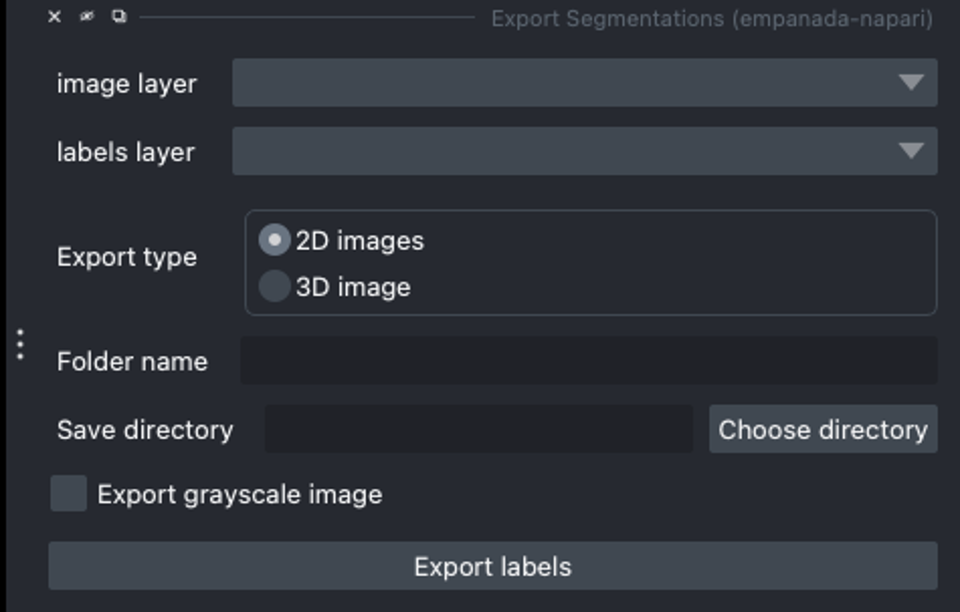 Export Segmentations (empanada-napari)
image layer
labels layer
Export type
2D images
3D image
Folder name
Save directory
Choose directory
Export grayscale image
Export labels